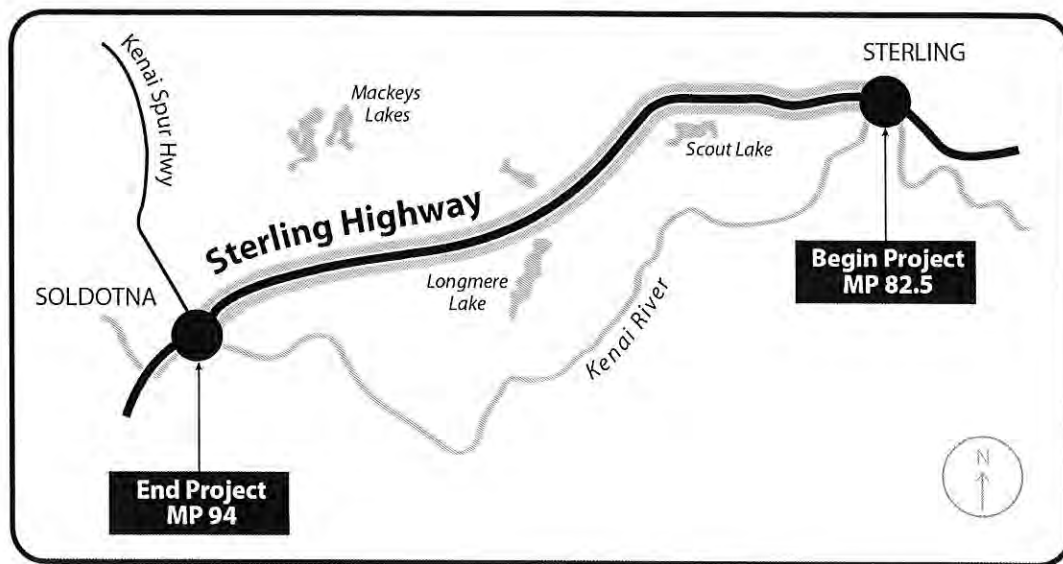 Kenai Spur Hwy
Mackeys
Lakes
STERLING
Scout Lake
Sterling Highway
Begin Project
MP 82.5
Longmere
Lake
SOLDOTNA
Kenai River
End Project
MP 94
N